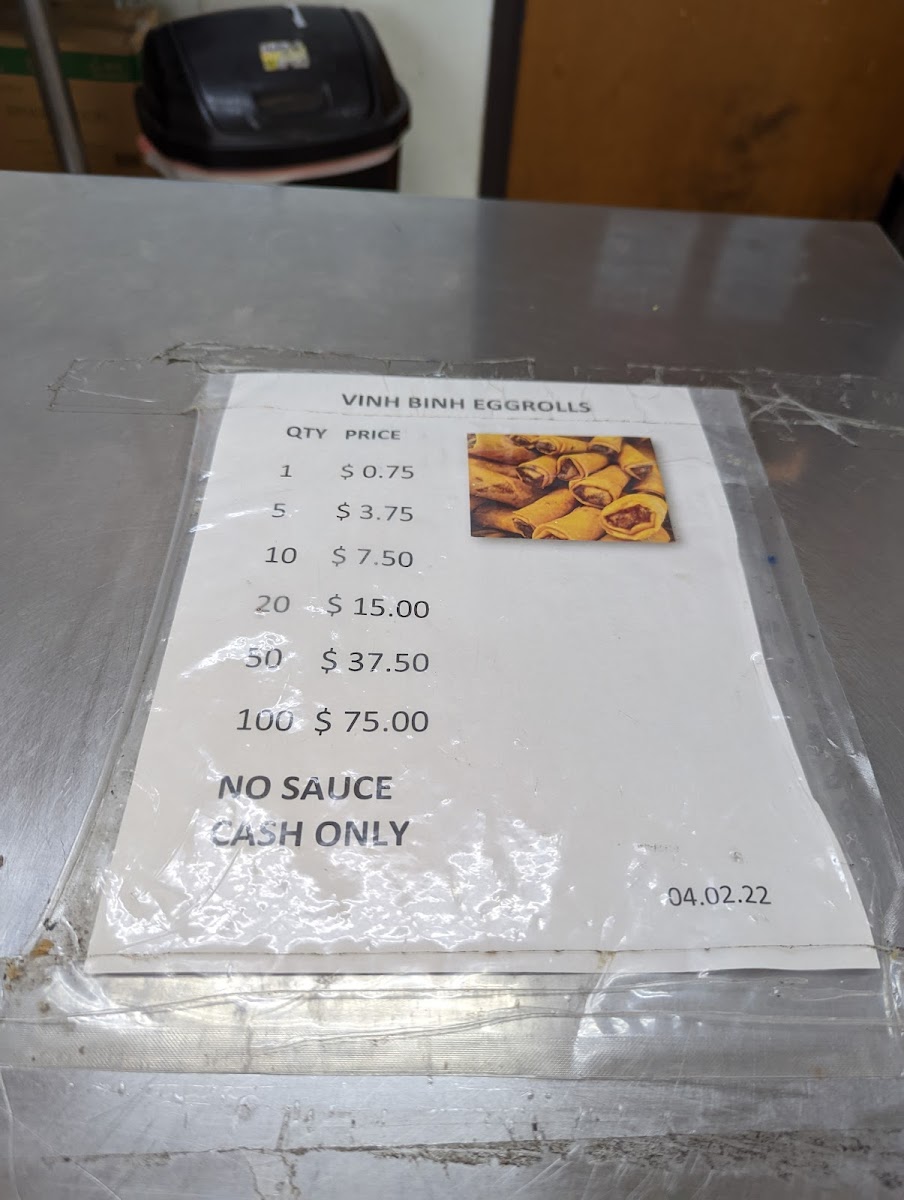 VINH BINH EGGROLLS
QTY PRICE
1 $ 0.75
5 $ 3.75
10 $ 7.50
20 $ 15.00
50 $ 37.50
100 $ 75.00
NO SAUCE
CASH ONLY
04.02.22